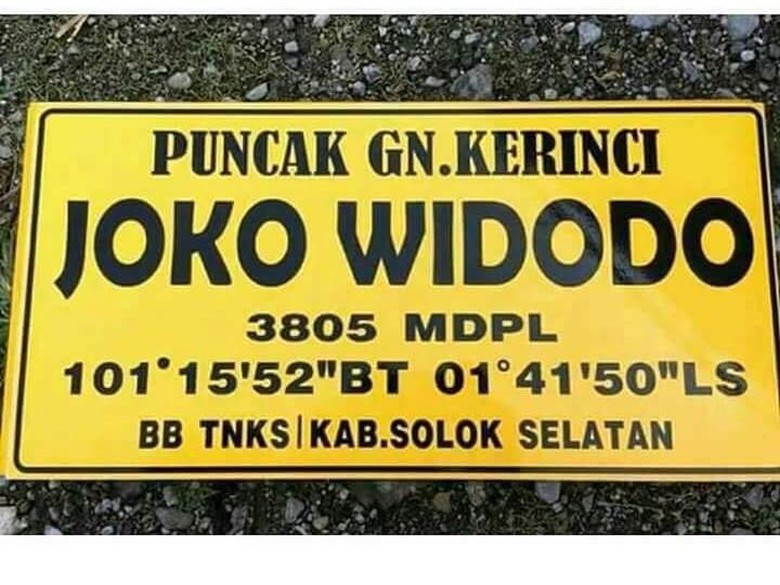 PUNCAK GN.KERINCI
JOKO WIDODO
3805 MDPL
101°15'52"BT 01°41'50"LS
BB TNKS|KAB.SOLOK SELATAN